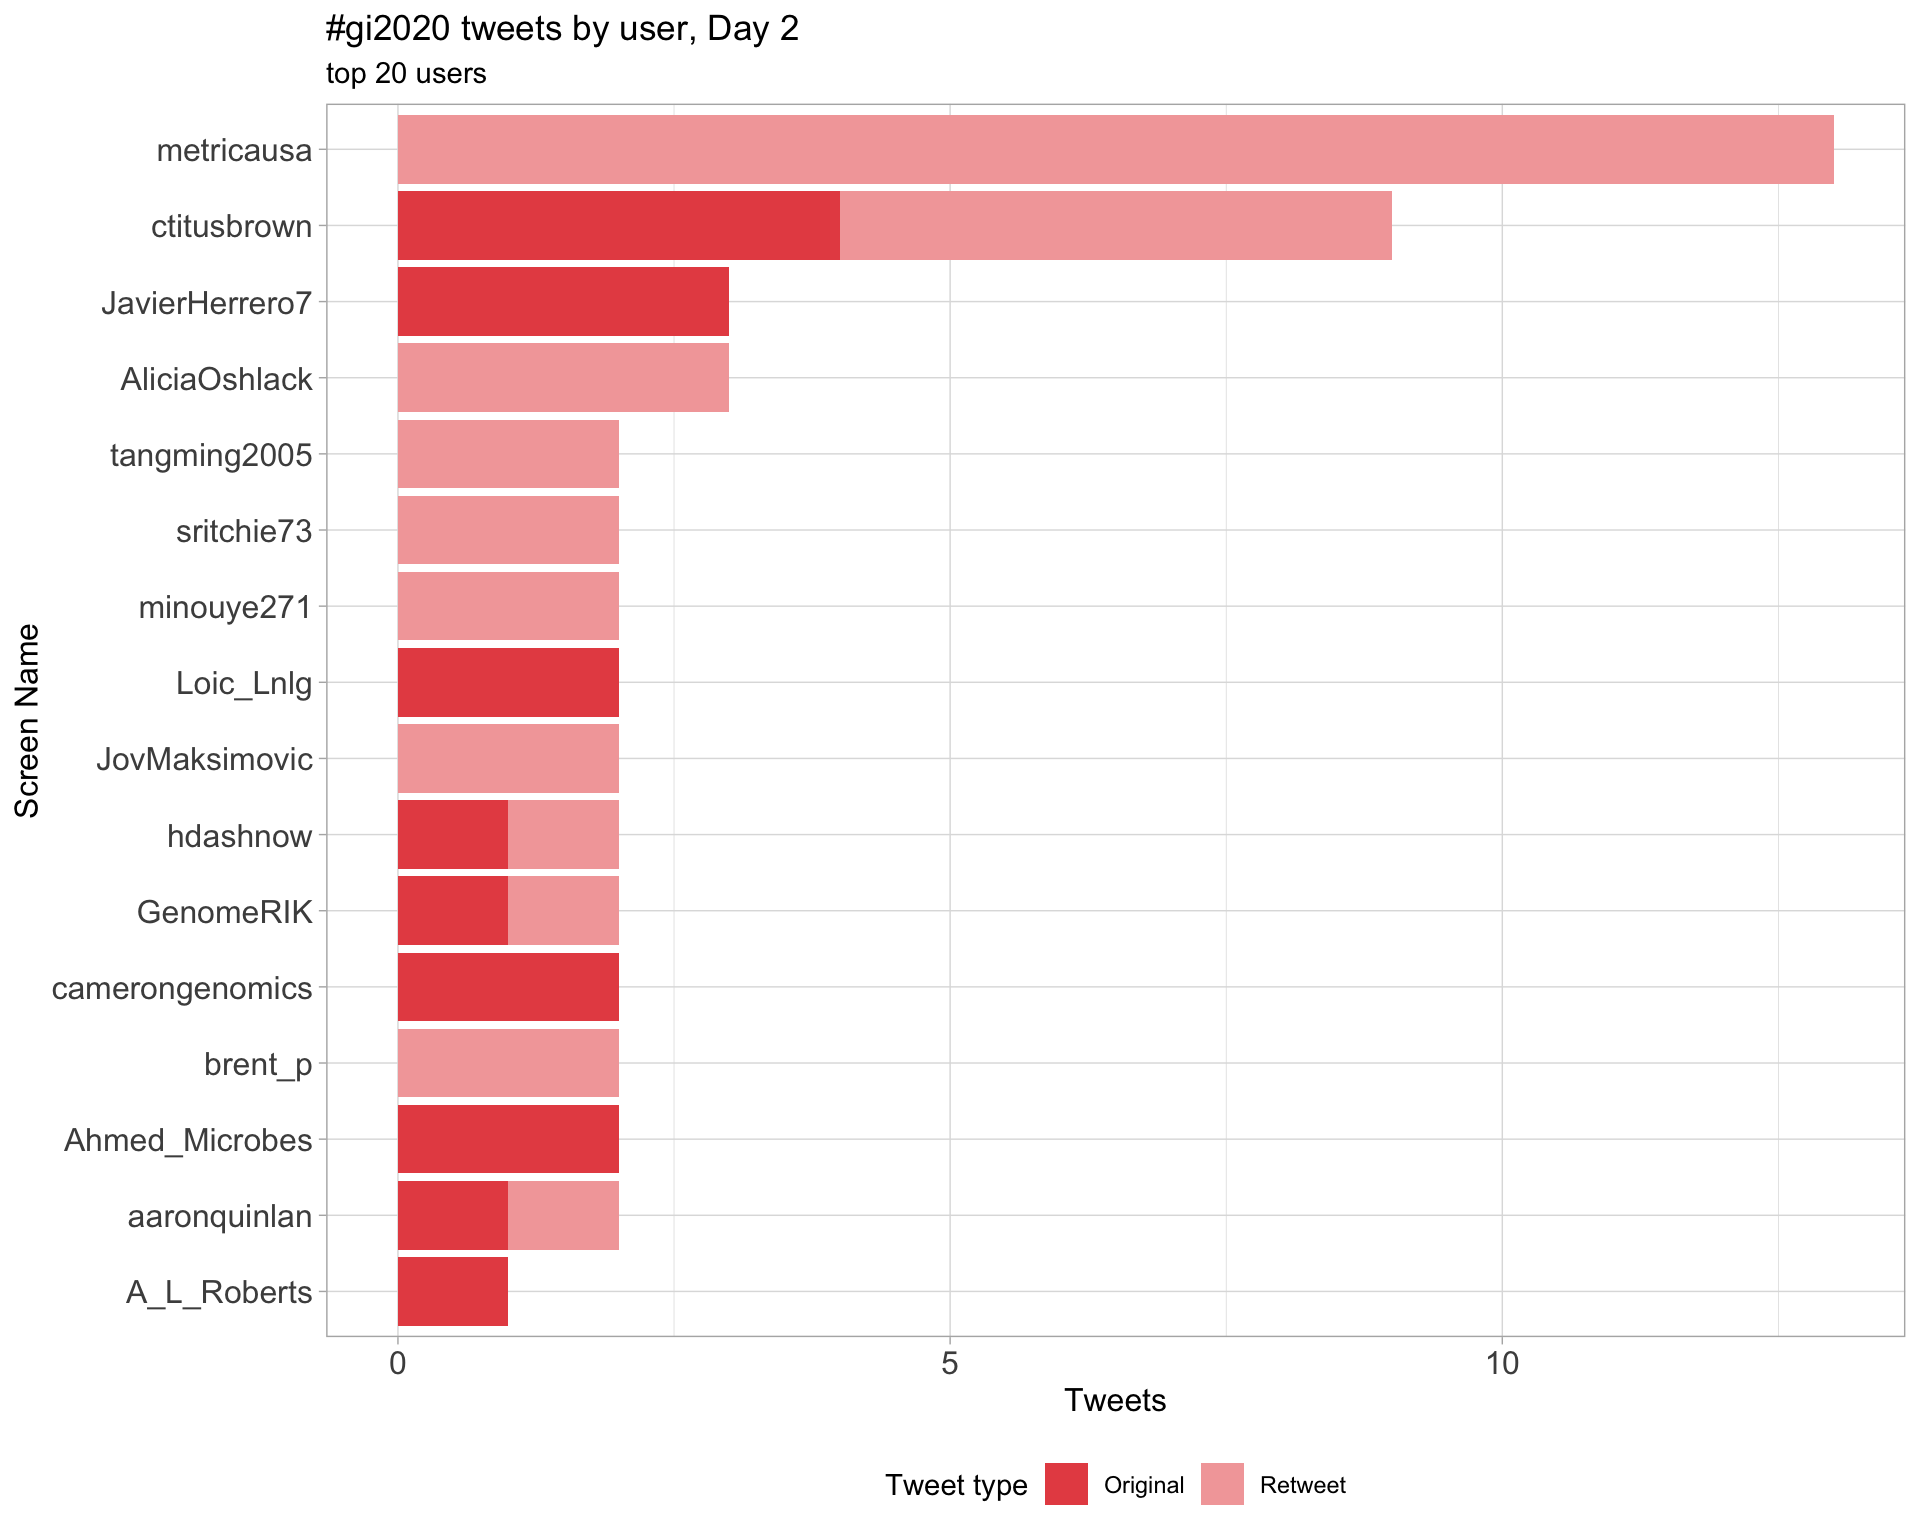 #gi2020 tweets by user, Day 2
top 20 users
metricausa
ctitusbrown
JavierHerrero7
AliciaOshlack
tangming2005
sritchie73
minouye271
Loic_Lnlg
JovMaksimovic
hdashnow
GenomeRIK
camerongenomics
brent_p
Ahmed_Microbes
aaronquinlan
A_L_Roberts
Screen Name
0 5 10
Tweets
Tweet type Original Retweet